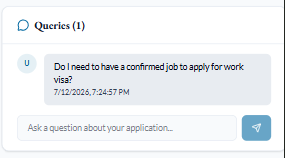 Queries (1)
U
Do I need to have a confirmed job to apply for work
visa?
7/12/2026, 7:24:57 PM
Ask a question about your application...